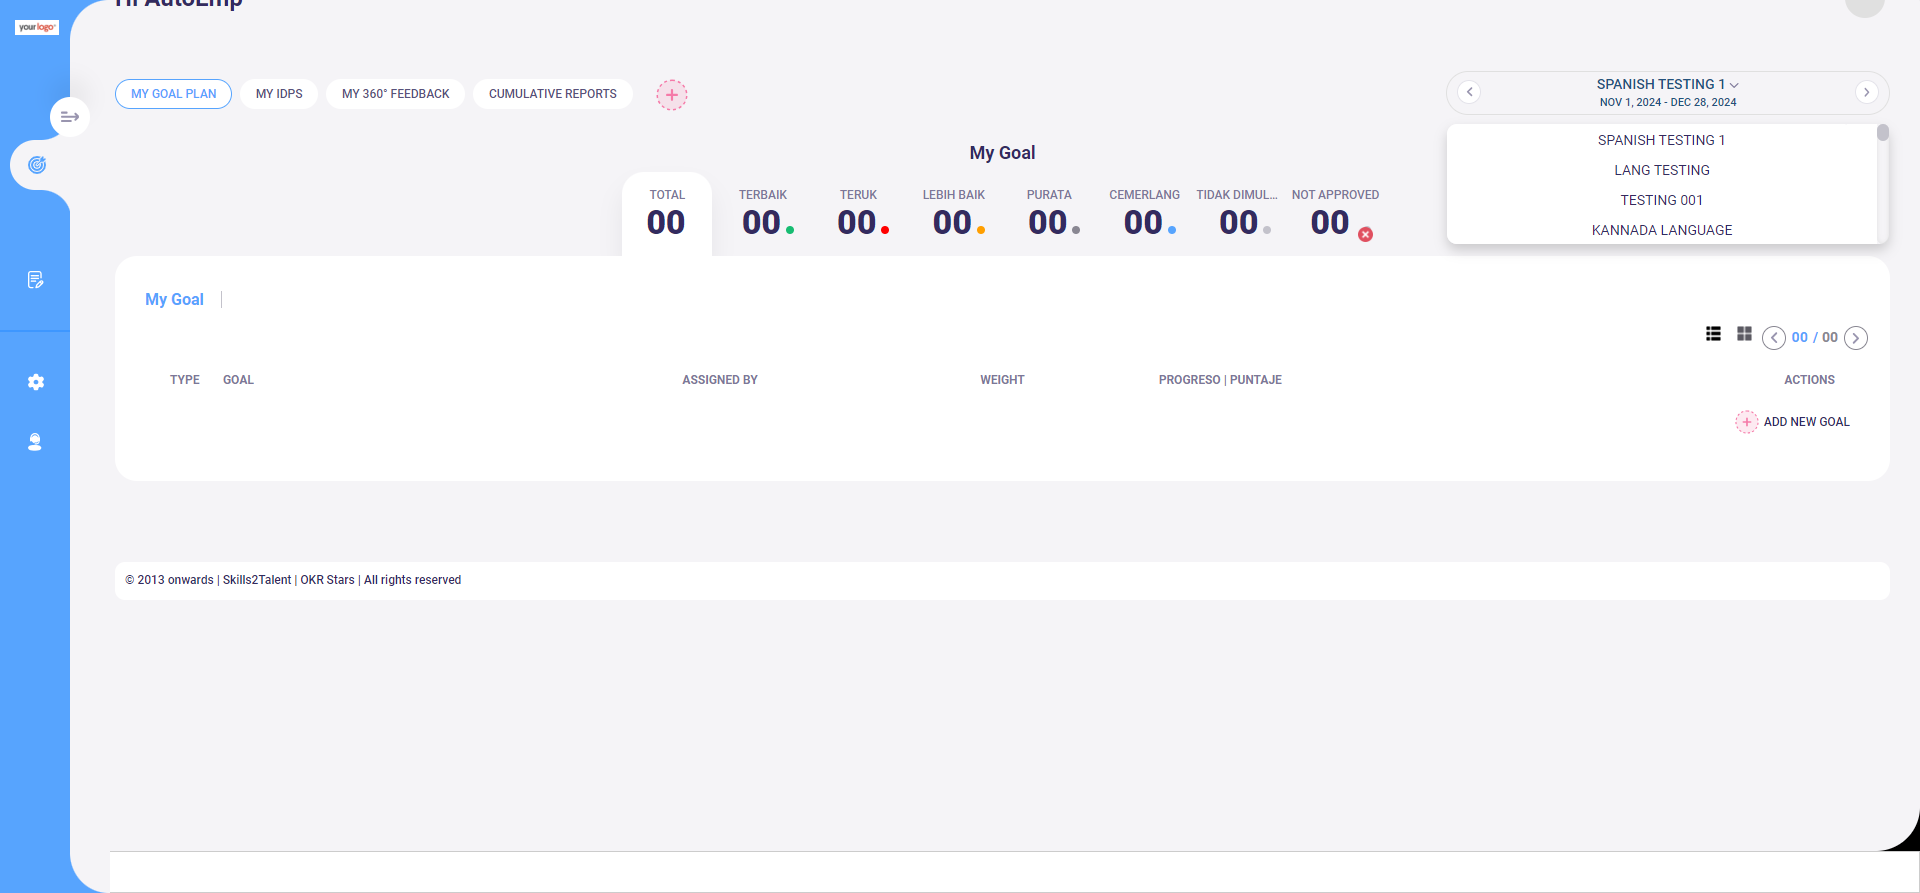 Hi AutoEmp
yourlogo
MY GOAL PLAN
MY IDPS
MY 360° FEEDBACK
CUMULATIVE REPORTS
SPANISH TESTING 1
NOV 1, 2024 - DEC 28, 2024
SPANISH TESTING 1
LANG TESTING
TESTING 001
KANNADA LANGUAGE
My Goal
TOTAL
00
TERBAIK
00
TERUK
00
LEBIH BAIK
00
PURATA
00
CEMERLANG
00
TIDAK DIMUL...
00
NOT APPROVED
00
My Goal
00 / 00
TYPE GOAL ASSIGNED BY WEIGHT PROGRESO | PUNTAJE ACTIONS
ADD NEW GOAL
© 2013 onwards | Skills2Talent | OKR Stars | All rights reserved